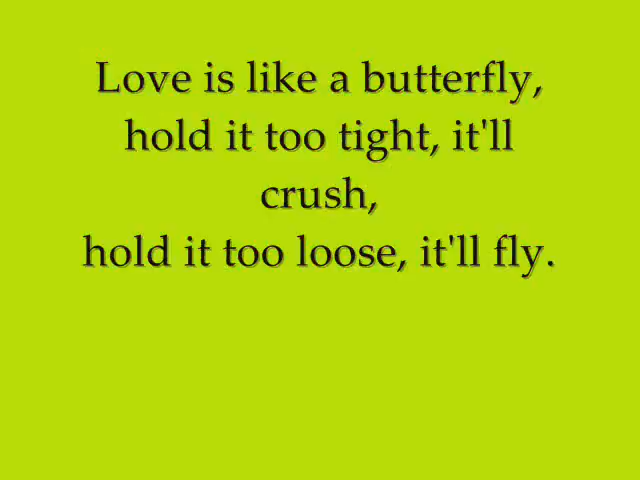 Love is like a butterfly,
hold it too tight, it'll
crush,
hold it too loose, it'll fly.